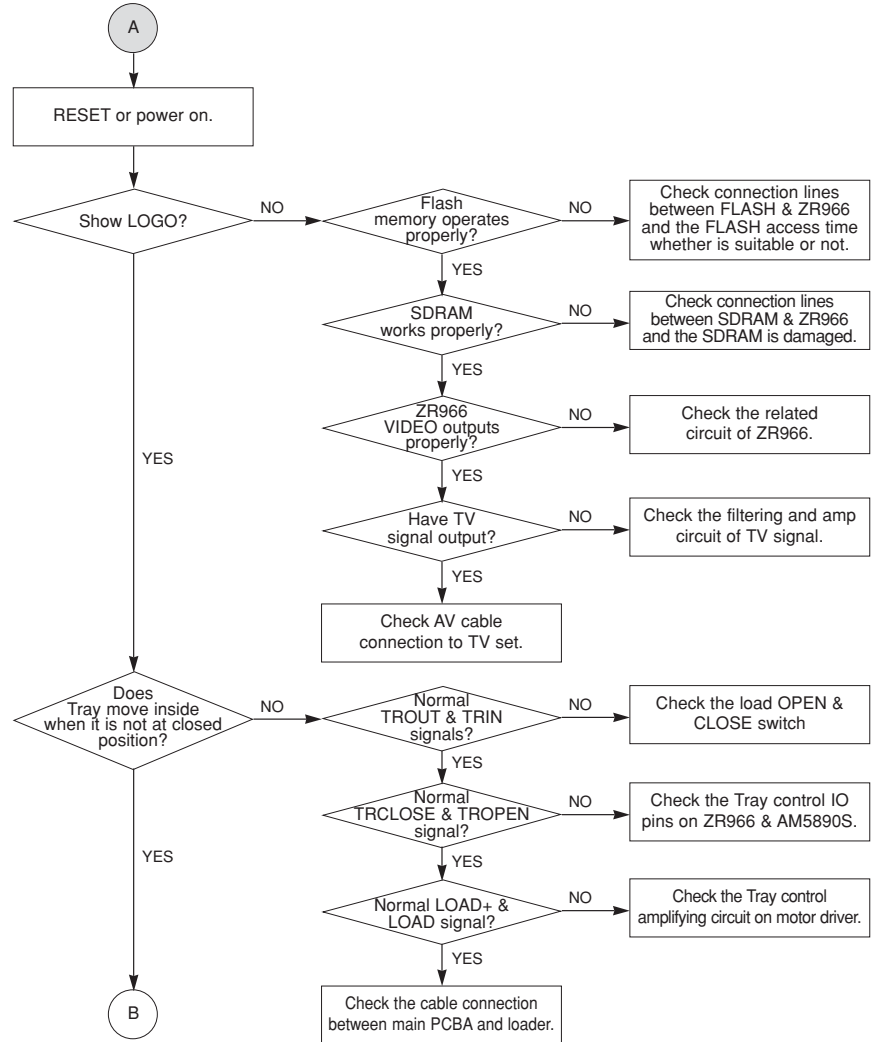 A
RESET or power on.
Show LOGO?
NO
Flash
memory operates
properly?
NO
Check connection lines
between FLASH & ZR966
and the FLASH access time
whether is suitable or not.
YES
SDRAM
works properly?
NO
Check connection lines
between SDRAM & ZR966
and the SDRAM is damaged.
YES
ZR966
VIDEO outputs
properly?
NO
Check the related
circuit of ZR966.
YES
YES
Have TV
signal output?
NO
Check the filtering and amp
circuit of TV signal.
YES
Check AV cable
connection to TV set.
Does
Tray move inside
when it is not at closed
position?
NO
Normal
TROUT & TRIN
signals?
NO
Check the load OPEN &
CLOSE switch
YES
Normal
TRCLOSE & TROPEN
signal?
NO
Check the Tray control IO
pins on ZR966 & AM5890S.
YES
YES
Normal LOAD+ &
LOAD signal?
NO
Check the Tray control
amplifying circuit on motor driver.
YES
Check the cable connection
between main PCBA and loader.
B